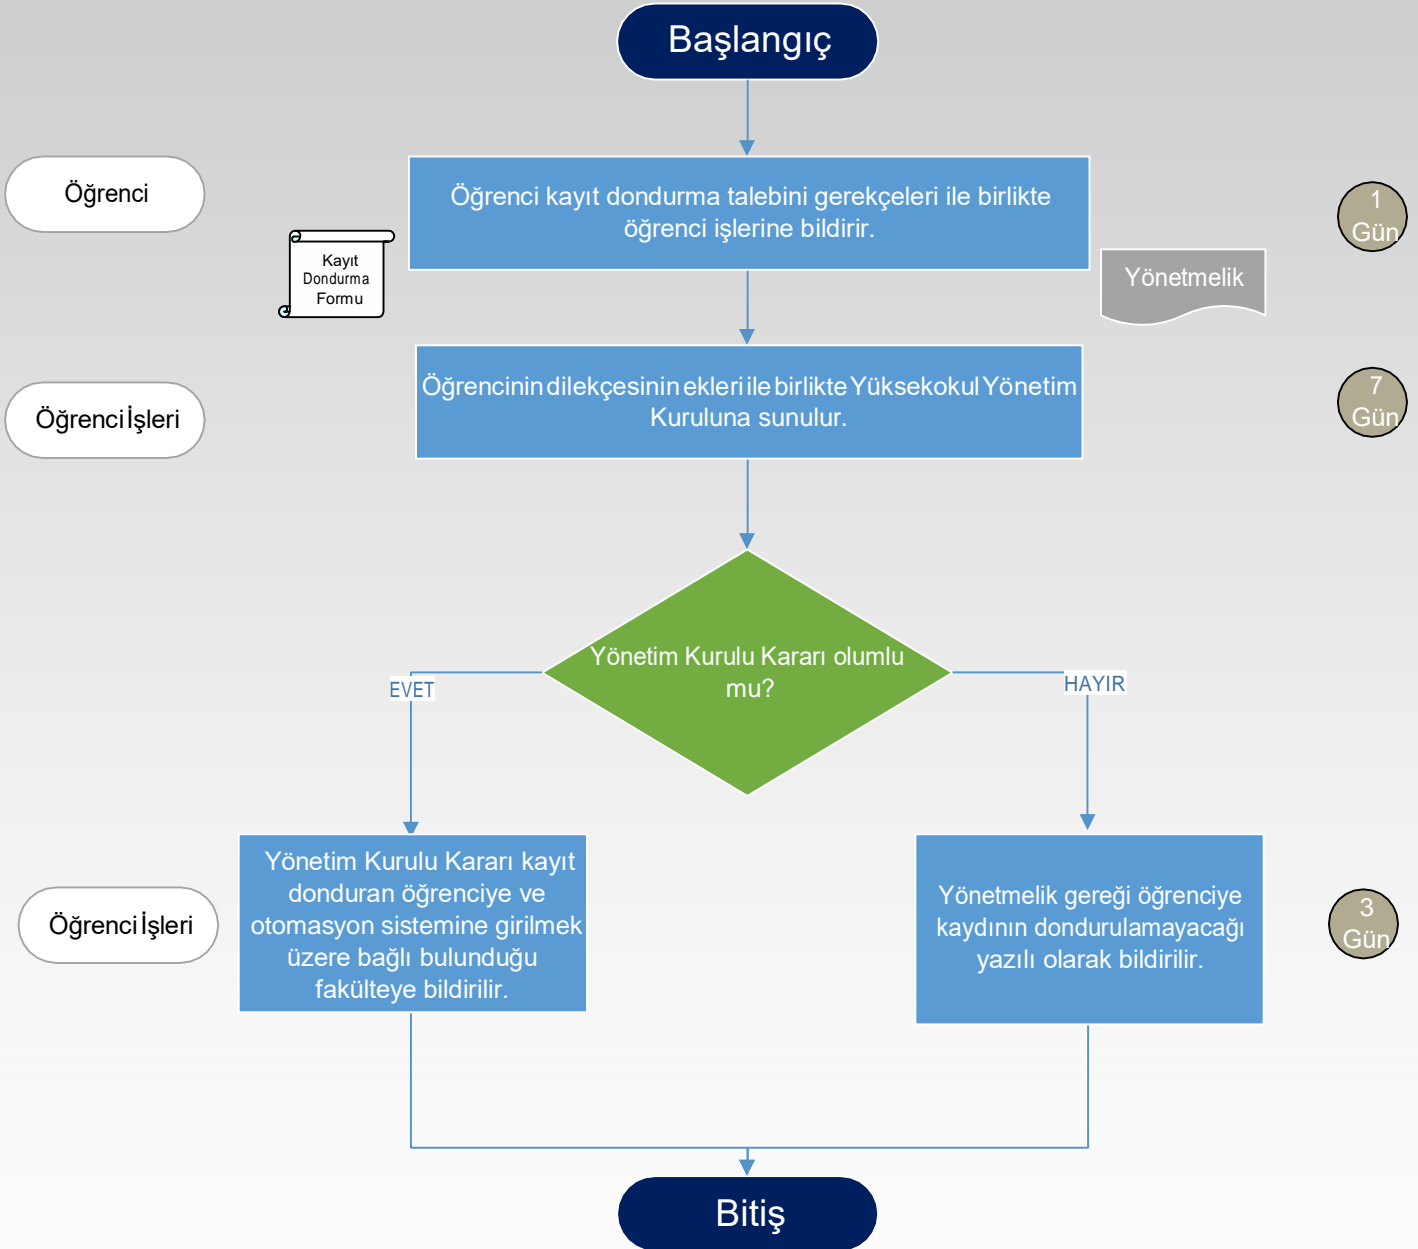 Başlangıç
Öğrenci
Öğrenci kayıt dondurma talebini gerekçeleri ile birlikte
öğrenci işlerine bildirir.
1
Gün
Kayıt
Dondurma
Formu
Yönetmelik
Öğrenci İşleri
Öğrencinin dilekçesinin ekleri ile birlikte Yüksekokul Yönetim
Kuruluna sunulur.
7
Gün
Yönetim Kurulu Kararı olumlu
mu?
EVET
HAYIR
Öğrenci İşleri
Yönetim Kurulu Kararı kayıt
donduran öğrenciye ve
otomasyon sistemine girilmek
üzere bağlı bulunduğu
fakülteye bildirilir.
Yönetmelik gereği öğrenciye
kaydının dondurulamayacağı
yazılı olarak bildirilir.
3
Gün
Bitiş